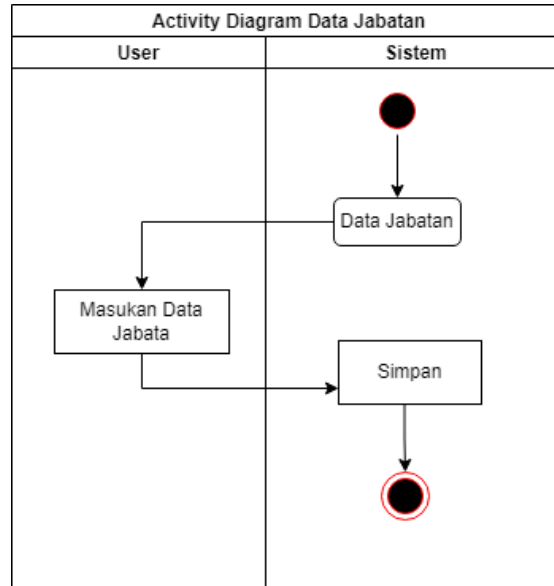 Activity Diagram Data Jabatan
User
Sistem
Data Jabatan
Masukan Data
Jabata
Simpan